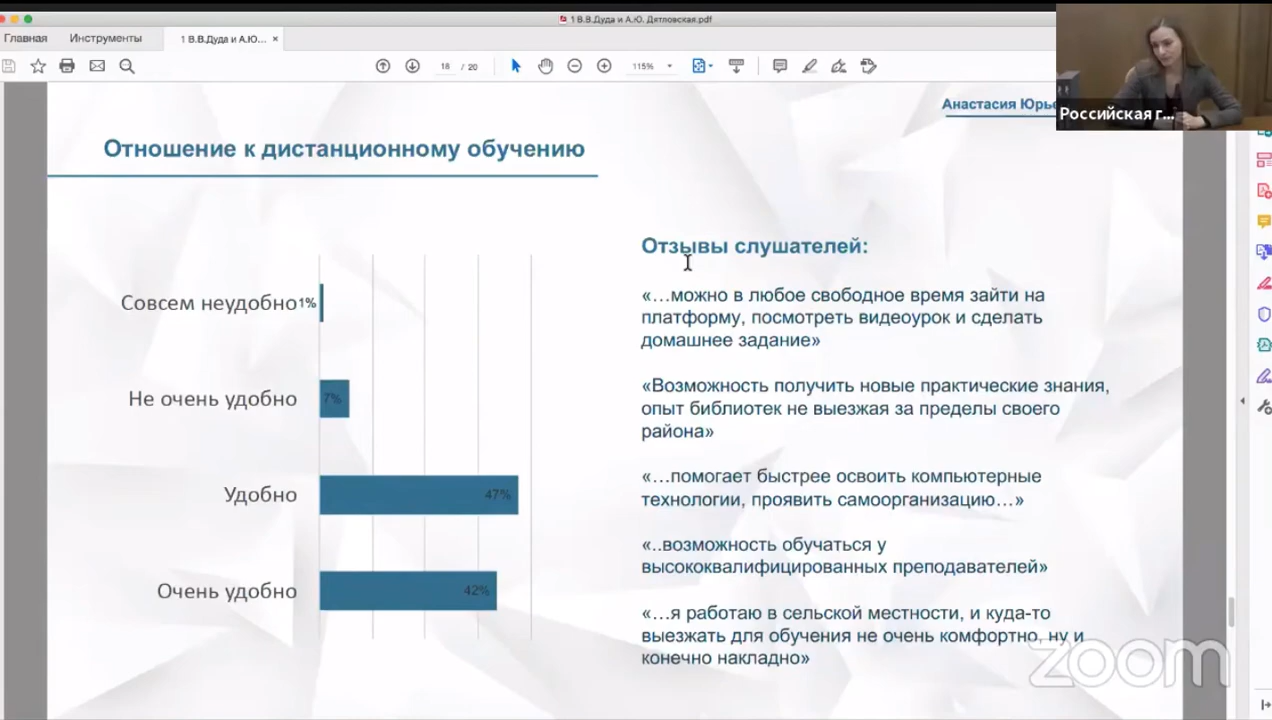 1 В.В.Дуда и А.Ю. Дятловская.pdf
Главная
Инструменты
1 В.В.Дуда и А.Ю...
18 / 20
115%
Анастасия
Российская г...
Отношение к дистанционному обучению
Совсем неудобно 1%
Не очень удобно 7%
Удобно 47%
Очень удобно 42%
Отзывы слушателей:
«…можно в любое свободное время зайти на
платформу, посмотреть видеоурок и сделать
домашнее задание»
«Возможность получить новые практические знания,
опыт библиотек не выезжая за пределы своего
района»
«…помогает быстрее освоить компьютерные
технологии, проявить самоорганизацию…»
«..возможность обучаться у
высококвалифицированных преподавателей»
«…я работаю в сельской местности, и куда-то
выезжать для обучения не очень комфортно, ну и
конечно накладно»
zoom